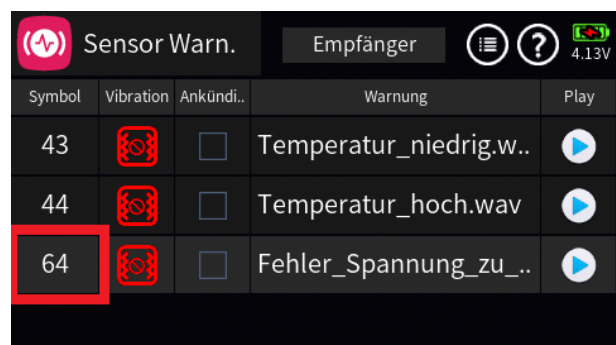 Sensor Warn. Empfänger ? 4.13V
Symbol Vibration Ankündi.. Warnung Play
43 Temperatur_niedrig.w..
44 Temperatur_hoch.wav
64 Fehler_Spannung_zu_..